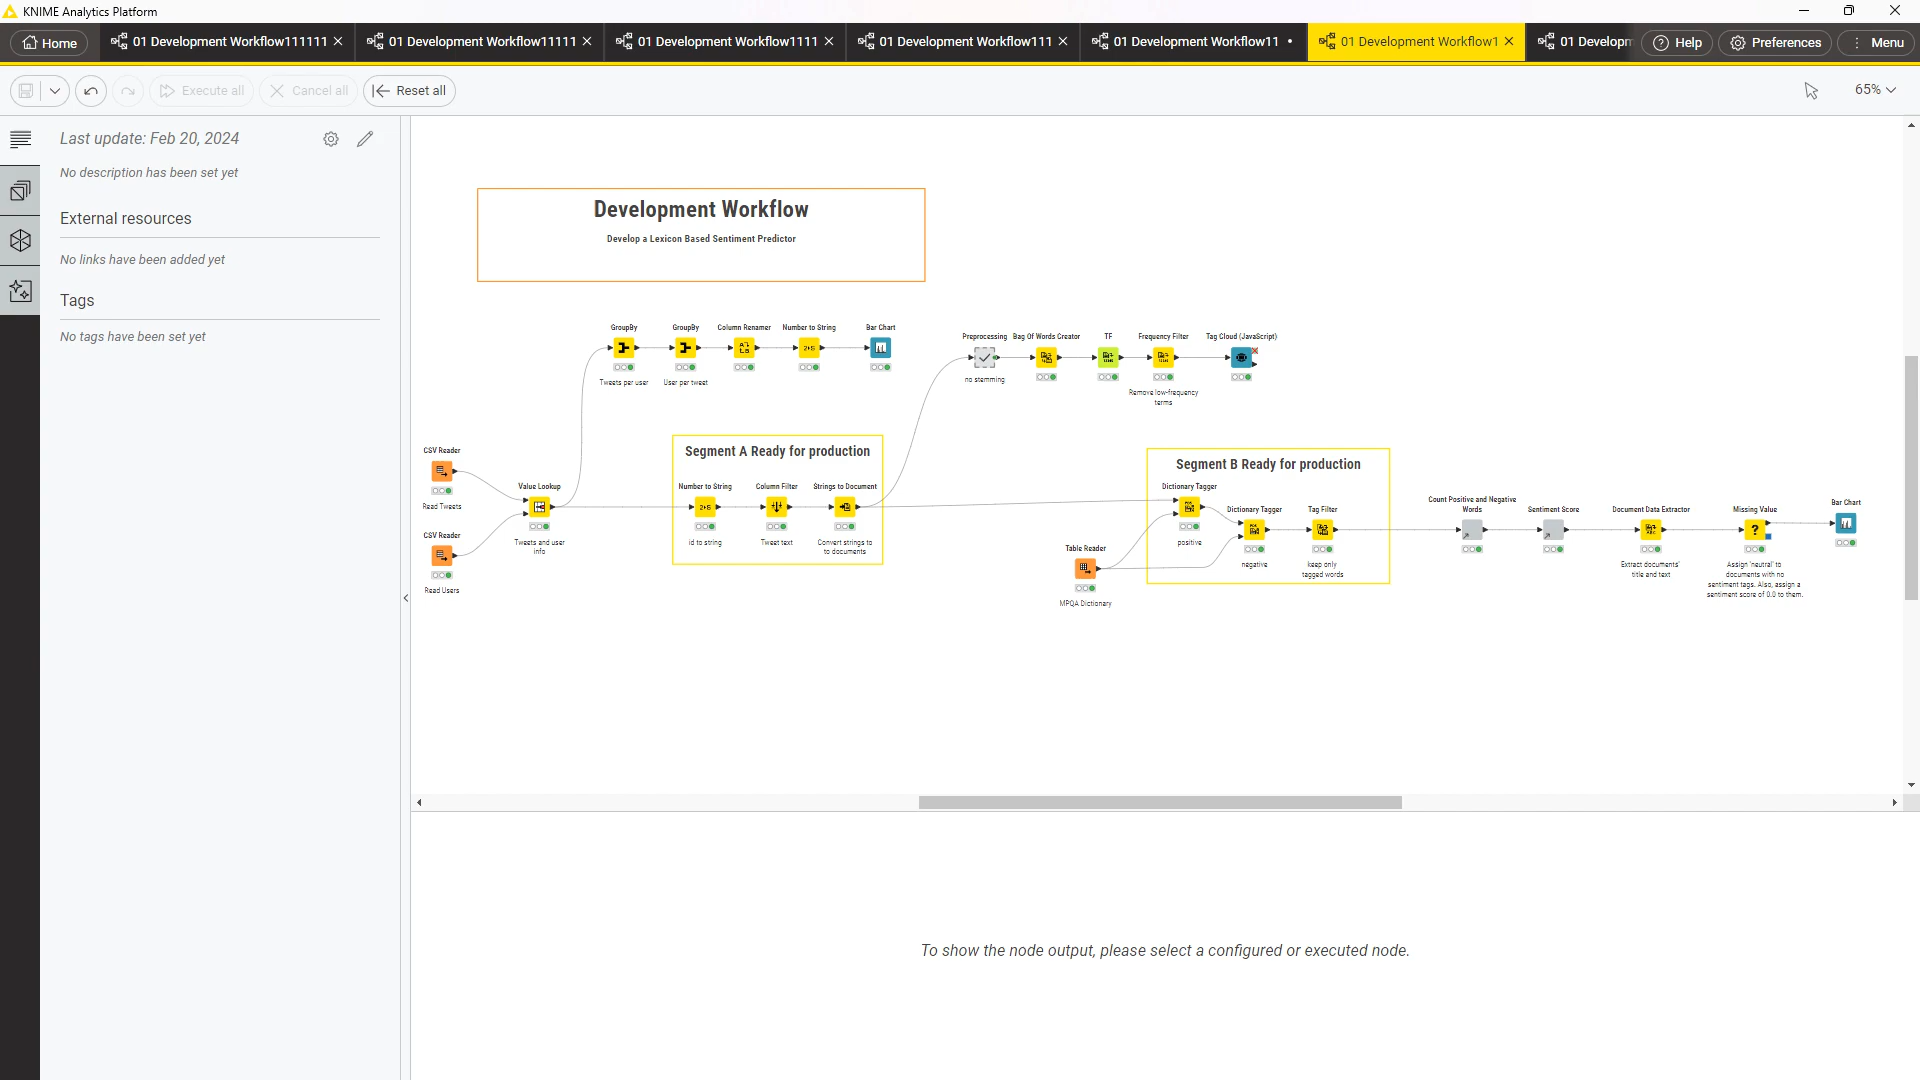 KNIME Analytics Platform
Home
01 Development Workflow111111
01 Development Workflow11111
01 Development Workflow1111
01 Development Workflow111
01 Development Workflow11
01 Development Workflow1
01 Developm
Help
Preferences
Menu
Execute all
Cancel all
Reset all
65%
Last update: Feb 20, 2024
No description has been set yet
External resources
No links have been added yet
Tags
No tags have been set yet
Development Workflow
Develop a Lexicon Based Sentiment Predictor
GroupBy
Tweets per user
GroupBy
User per tweet
Column Renamer
Number to String
Bar Chart
Preprocessing
no stemming
Bag Of Words Creator
TF
Frequency Filter
Remove low-frequency
terms
Tag Cloud (JavaScript)
CSV Reader
Read Tweets
CSV Reader
Read Users
Value Lookup
Tweets and user
info
Segment A Ready for production
Number to String
id to string
Column Filter
Tweet text
Strings to Document
Convert strings to
to documents
Table Reader
MPQA Dictionary
Segment B Ready for production
Dictionary Tagger
positive
Dictionary Tagger
negative
Tag Filter
keep only
tagged words
Count Positive and Negative
Words
Sentiment Score
Document Data Extractor
Extract documents'
title and text
Missing Value
Assign 'neutral' to
documents with no
sentiment tags. Also, assign a
sentiment score of 0.0 to them.
Bar Chart
To show the node output, please select a configured or executed node.